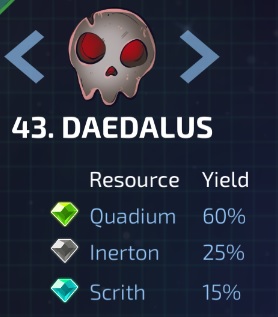 43. DAEDALUS
Resource Yield
Quadium 60%
Inerton 25%
Scrith 15%